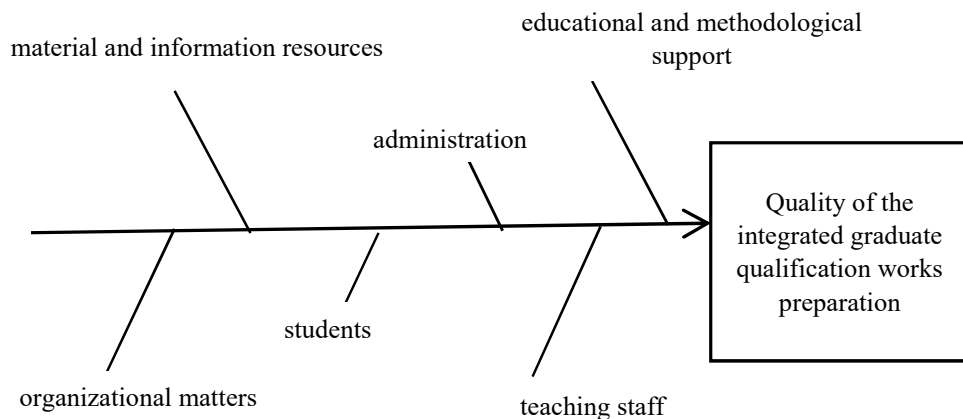 educational and methodological
support
material and information resources
administration
Quality of the
integrated graduate
qualification works
preparation
students
organizational matters
teaching staff